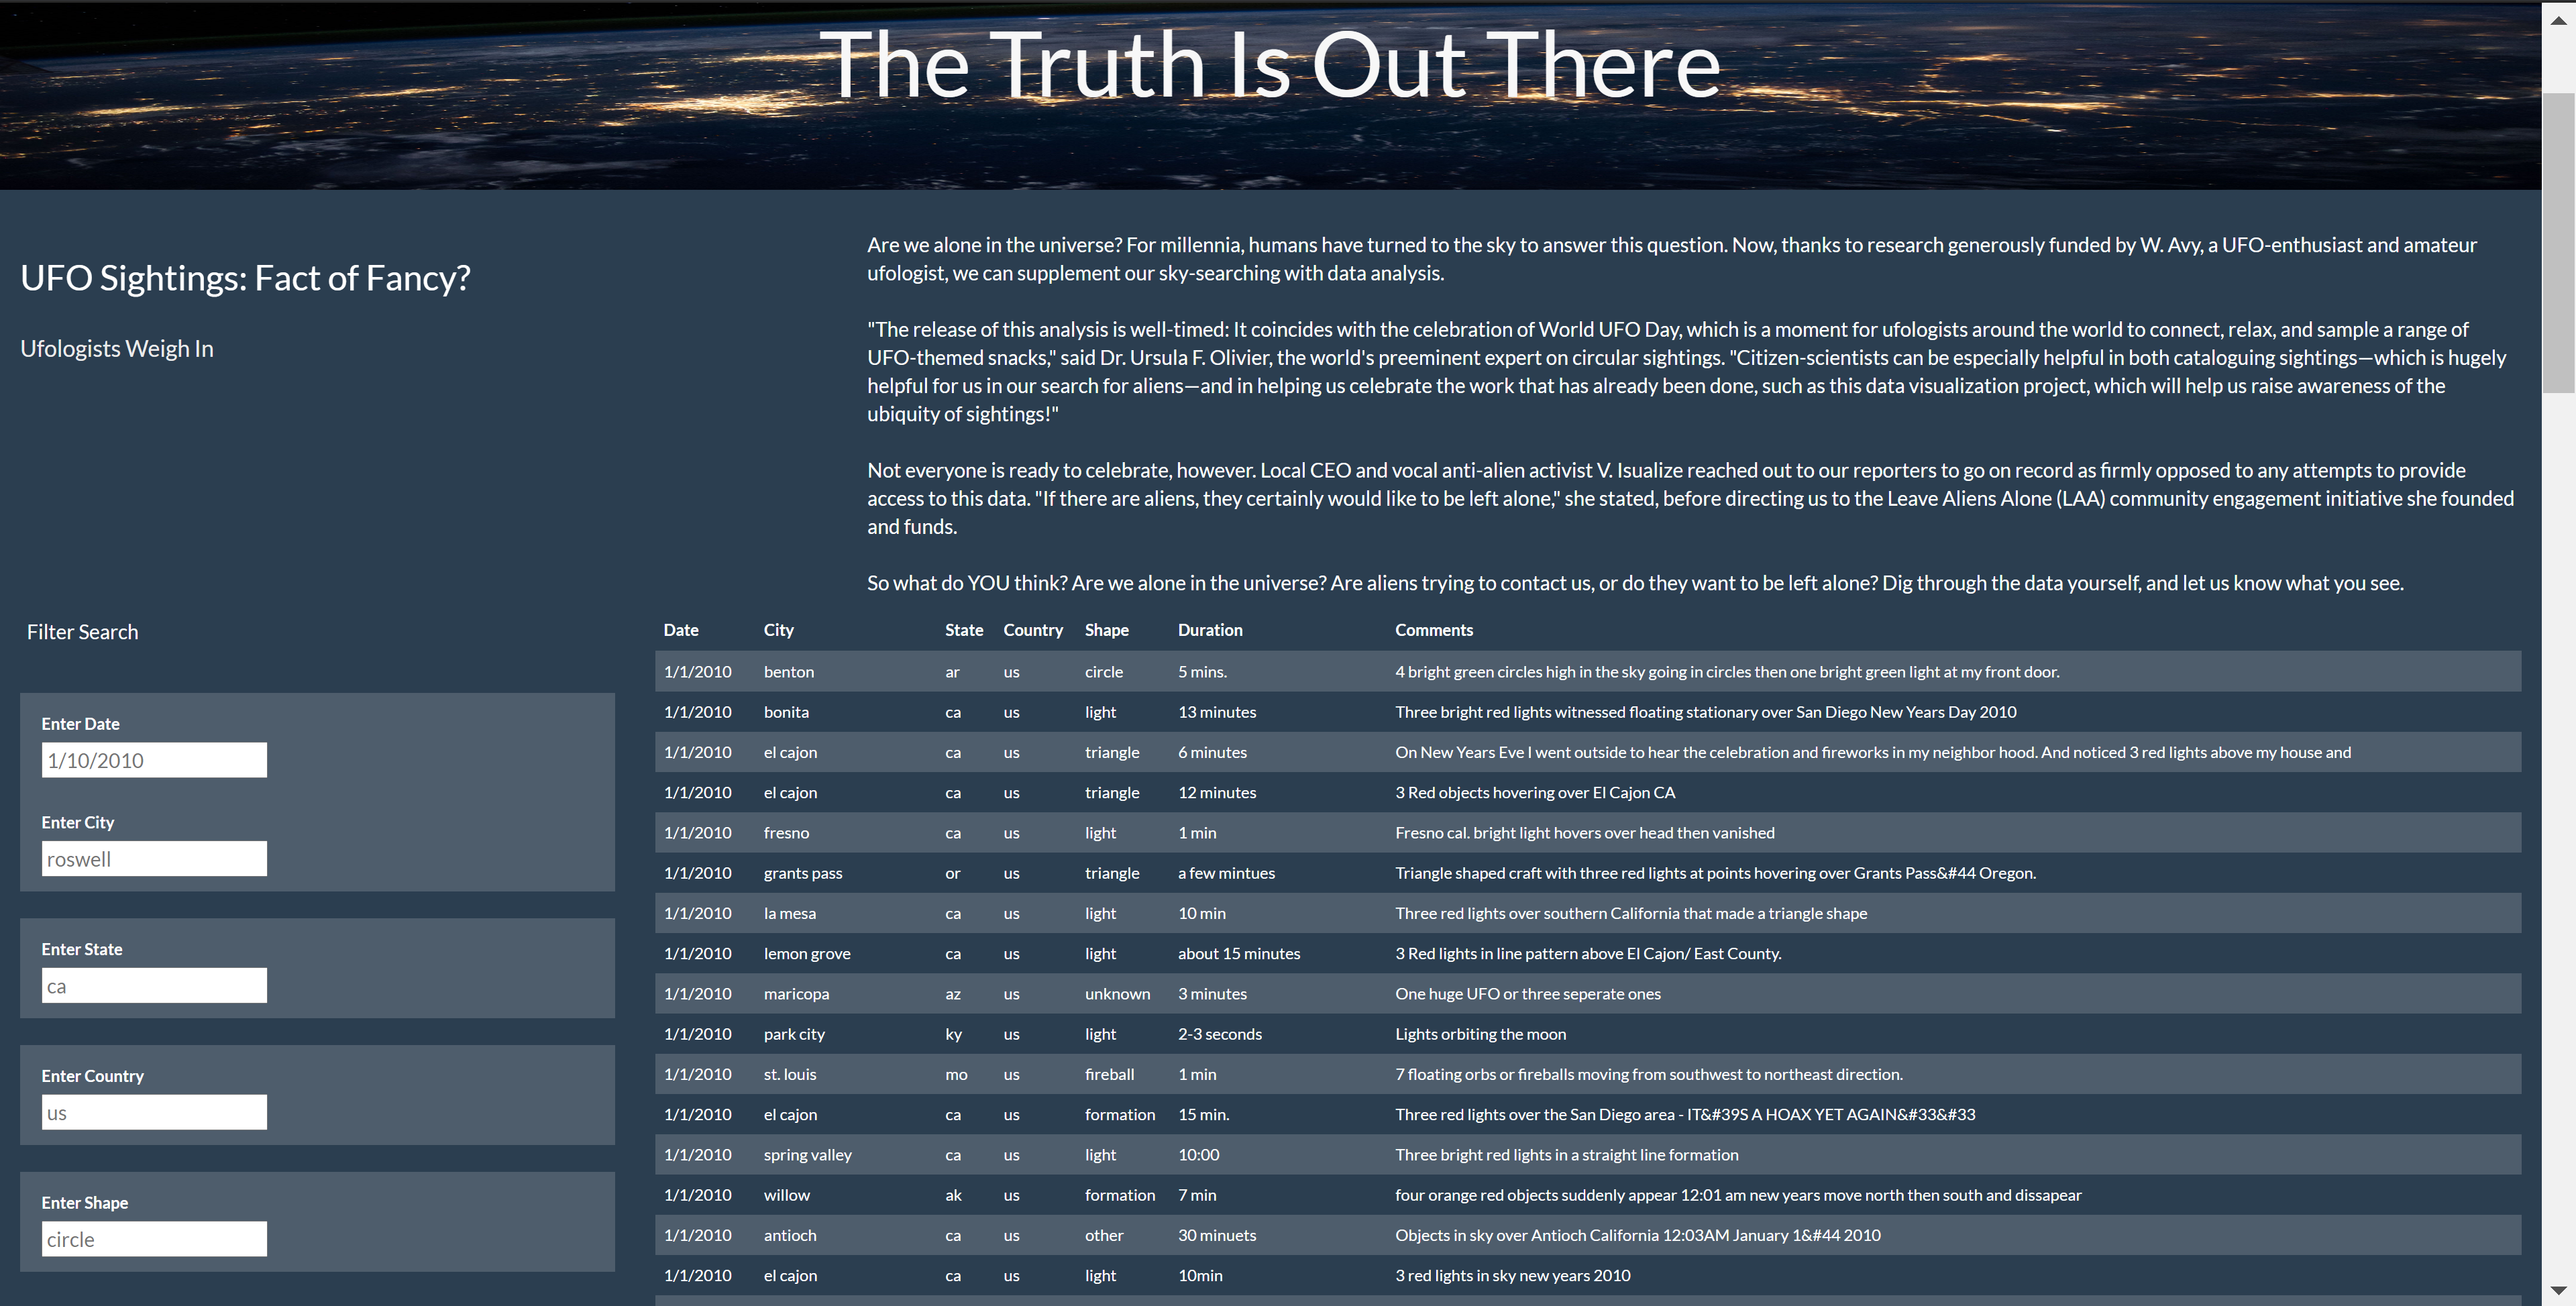 The Truth Is Out There
UFO Sightings: Fact of Fancy?
Ufologists Weigh In
Are we alone in the universe? For millennia, humans have turned to the sky to answer this question. Now, thanks to research generously funded by W. Avy, a UFO-enthusiast and amateur
ufologist, we can supplement our sky-searching with data analysis.
"The release of this analysis is well-timed: It coincides with the celebration of World UFO Day, which is a moment for ufologists around the world to connect, relax, and sample a range of
UFO-themed snacks," said Dr. Ursula F. Olivier, the world's preeminent expert on circular sightings. "Citizen-scientists can be especially helpful in both cataloguing sightings—which is hugely
helpful for us in our search for aliens—and in helping us celebrate the work that has already been done, such as this data visualization project, which will help us raise awareness of the
ubiquity of sightings!"
Not everyone is ready to celebrate, however. Local CEO and vocal anti-alien activist V. Isualize reached out to our reporters to go on record as firmly opposed to any attempts to provide
access to this data. "If there are aliens, they certainly would like to be left alone," she stated, before directing us to the Leave Aliens Alone (LAA) community engagement initiative she founded
and funds.
So what do YOU think? Are we alone in the universe? Are aliens trying to contact us, or do they want to be left alone? Dig through the data yourself, and let us know what you see.
Filter Search
Enter Date
1/10/2010
Enter City
roswell
Enter State
ca
Enter Country
us
Enter Shape
circle
Date City State Country Shape Duration Comments
1/1/2010 benton ar us circle 5 mins. 4 bright green circles high in the sky going in circles then one bright green light at my front door.
1/1/2010 bonita ca us light 13 minutes Three bright red lights witnessed floating stationary over San Diego New Years Day 2010
1/1/2010 el cajon ca us triangle 6 minutes On New Years Eve I went outside to hear the celebration and fireworks in my neighbor hood. And noticed 3 red lights above my house and
1/1/2010 el cajon ca us triangle 12 minutes 3 Red objects hovering over El Cajon CA
1/1/2010 fresno ca us light 1 min Fresno cal. bright light hovers over head then vanished
1/1/2010 grants pass or us triangle a few mintues Triangle shaped craft with three red lights at points hovering over Grants Pass&#44 Oregon.
1/1/2010 la mesa ca us light 10 min Three red lights over southern California that made a triangle shape
1/1/2010 lemon grove ca us light about 15 minutes 3 Red lights in line pattern above El Cajon/ East County.
1/1/2010 maricopa az us unknown 3 minutes One huge UFO or three seperate ones
1/1/2010 park city ky us light 2-3 seconds Lights orbiting the moon
1/1/2010 st. louis mo us fireball 1 min 7 floating orbs or fireballs moving from southwest to northeast direction.
1/1/2010 el cajon ca us formation 15 min. Three red lights over the San Diego area - IT&#39S A HOAX YET AGAIN&#33&#33
1/1/2010 spring valley ca us light 10:00 Three bright red lights in a straight line formation
1/1/2010 willow ak us formation 7 min four orange red objects suddenly appear 12:01 am new years move north then south and dissapear
1/1/2010 antioch ca us other 30 minuets Objects in sky over Antioch California 12:03AM January 1&#44 2010
1/1/2010 el cajon ca us light 10min 3 red lights in sky new years 2010